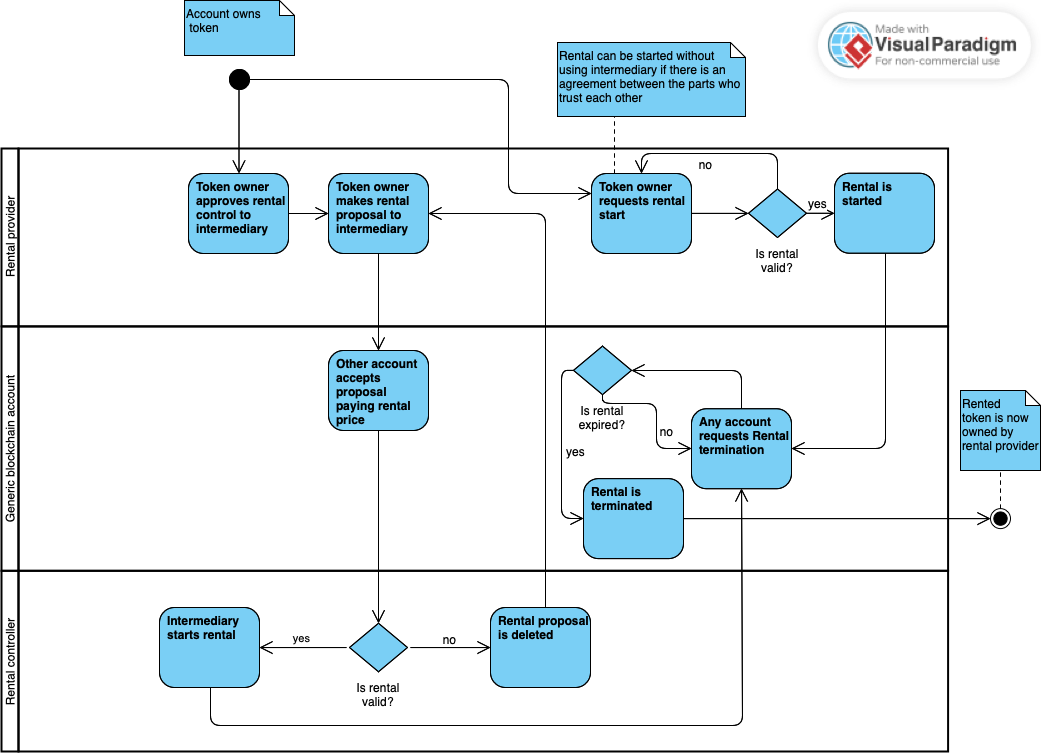 Account owns
token
Made with
Visual Paradigm
For non-commercial use
Rental can be started without
using intermediary if there is an
agreement between the parts who
trust each other
Rental provider
Token owner
approves rental
control to
intermediary
Token owner
makes rental
proposal to
intermediary
Token owner
requests rental
start
no
yes
Is rental
valid?
Rental is
started
Generic blockchain account
Other account
accepts
proposal
paying rental
price
Is rental
expired?
no
yes
Any account
requests Rental
termination
Rental is
terminated
Rented
token is now
owned by
rental provider
Rental controller
Intermediary
starts rental
yes
no
Is rental
valid?
Rental proposal
is deleted